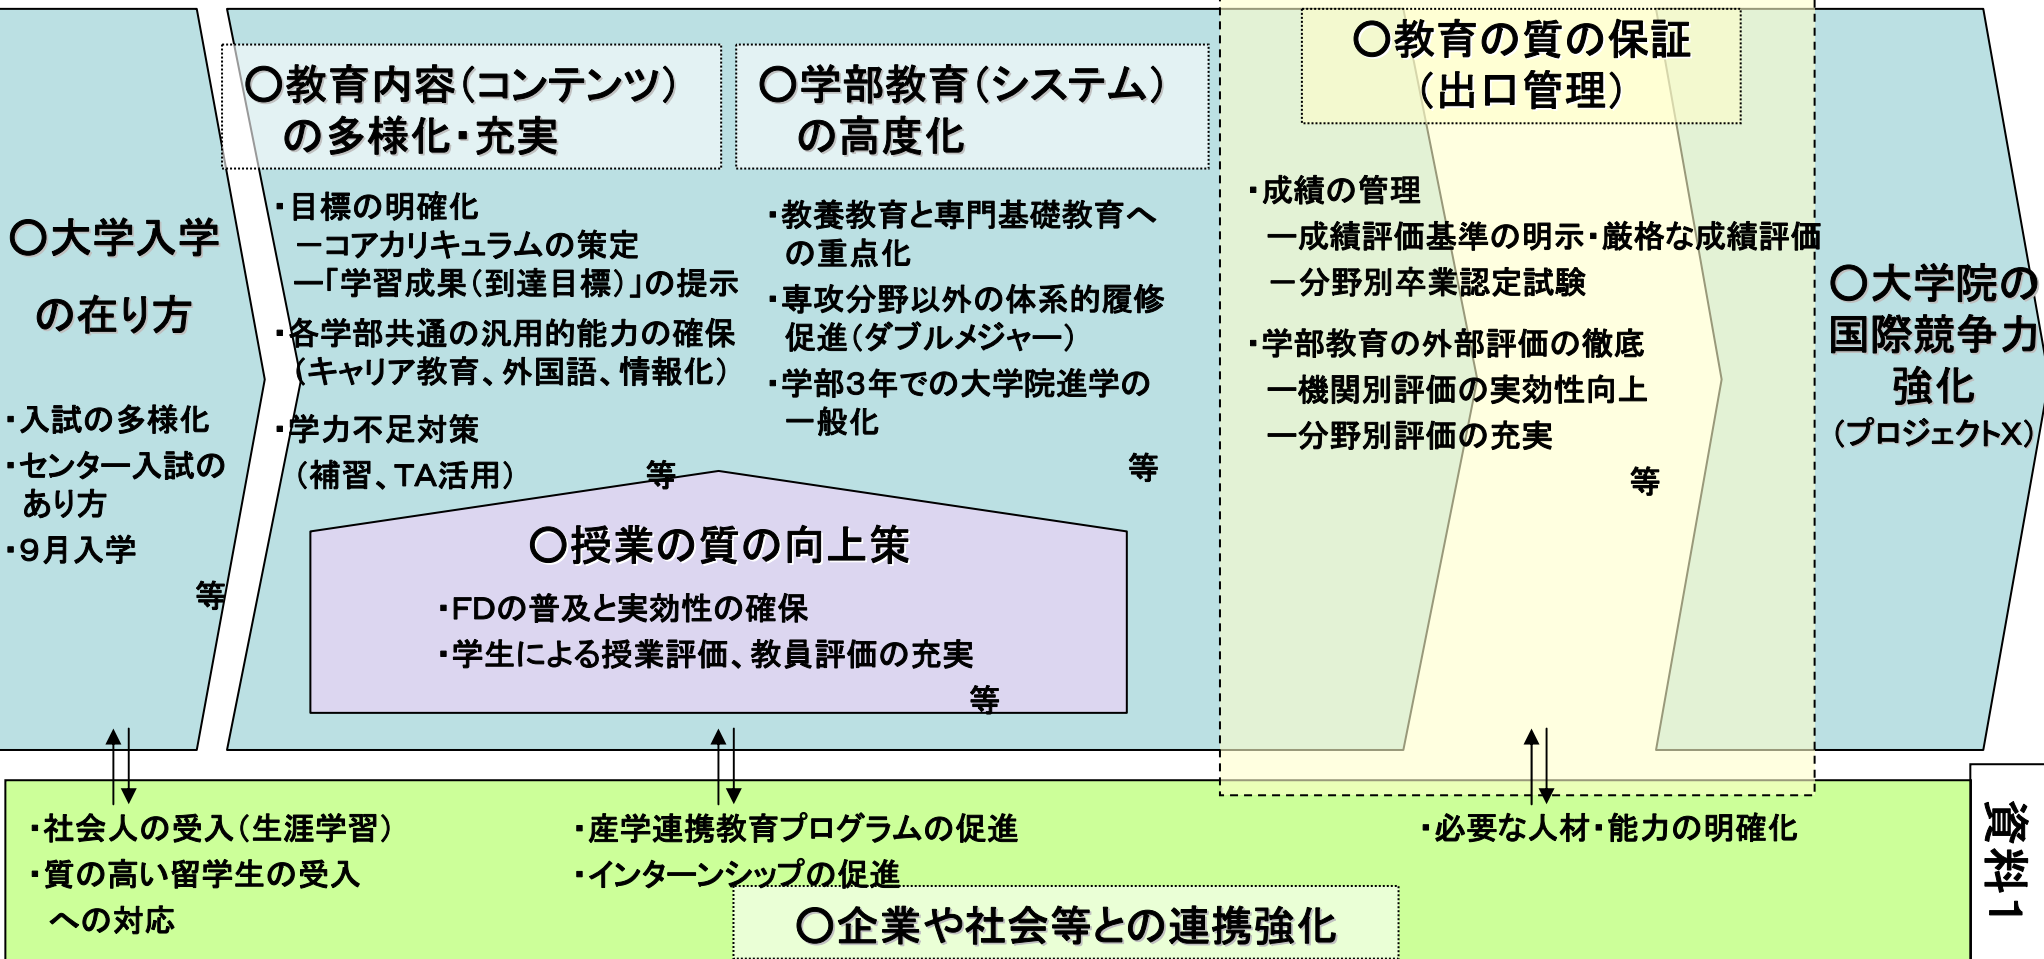 〇大学入学
の在り方
・入試の多様化
・センター入試の
あり方
・９月入学
等
〇教育内容（コンテンツ）
の多様化・充実
・目標の明確化
－コアカリキュラムの策定
―「学習成果（到達目標）」の提示
・各学部共通の汎用的能力の確保
（キャリア教育、外国語、情報化）
・学力不足対策
（補習、ＴＡ活用）
等
〇学部教育（システム）
の高度化
・教養教育と専門基礎教育へ
の重点化
・専攻分野以外の体系的履修
促進（ダブルメジャー）
・学部３年での大学院進学の
一般化
等
〇授業の質の向上策
・ＦＤの普及と実効性の確保
・学生による授業評価、教員評価の充実
等
〇教育の質の保証
（出口管理）
・成績の管理
―成績評価基準の明示・厳格な成績評価
－分野別卒業認定試験
・学部教育の外部評価の徹底
―機関別評価の実効性向上
―分野別評価の充実
等
〇大学院の
国際競争力
強化
（プロジェクトＸ）
・社会人の受入（生涯学習）
・質の高い留学生の受入
への対応
・産学連携教育プログラムの促進
・インターンシップの促進
・必要な人材・能力の明確化
〇企業や社会等との連携強化
資料１